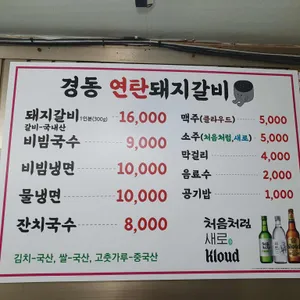 경동 연탄돼지갈비
돼지갈비 1인분(300g) 16,000
갈비-국내산
비빔국수 9,000
비빔냉면 10,000
물냉면 10,000
잔치국수 8,000
맥주(클라우드) 5,000
소주(처음처럼,새로) 5,000
막걸리 4,000
음료수 2,000
공기밥 1,000
처음처럼
새로
Kloud
김치-국산, 쌀-국산, 고춧가루-중국산